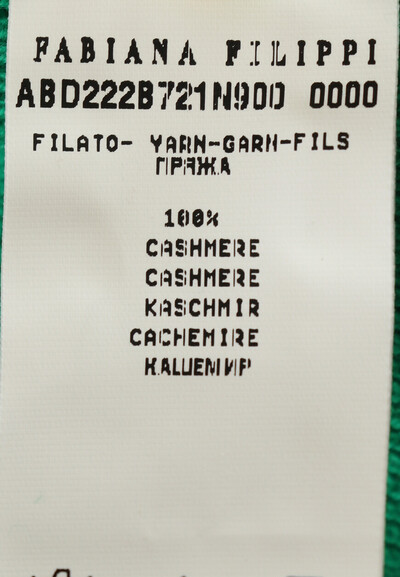 FABIANA FILIPPI
ABD222B721N900 0000
FILATO- YARN-GARN-FILS
ПРЯЖА
100%
CASHMERE
CASHMERE
KASCHMIR
CACHEMIRE
КАШЕМИР